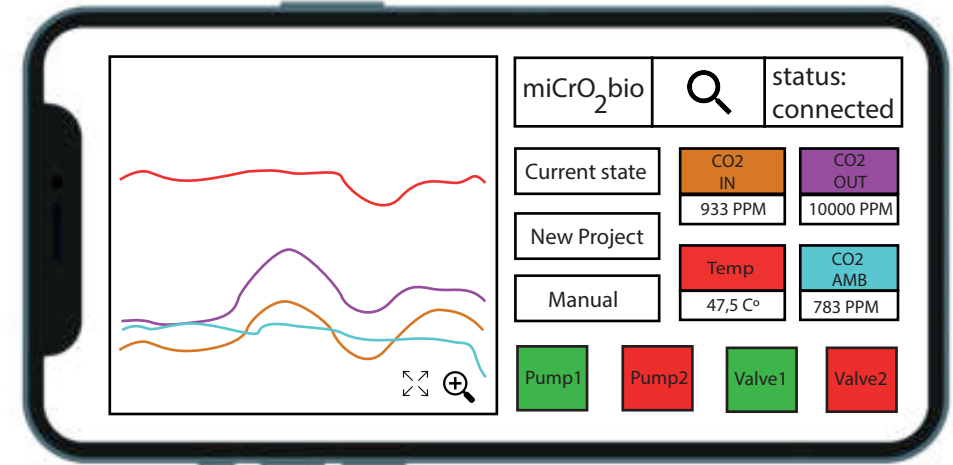 miCrO2bio
status:
connected
Current state
CO2
IN
933 PPM
CO2
OUT
10000 PPM
New Project
Temp
47,5 Cº
CO2
AMB
783 PPM
Manual
Pump1
Pump2
Valve1
Valve2